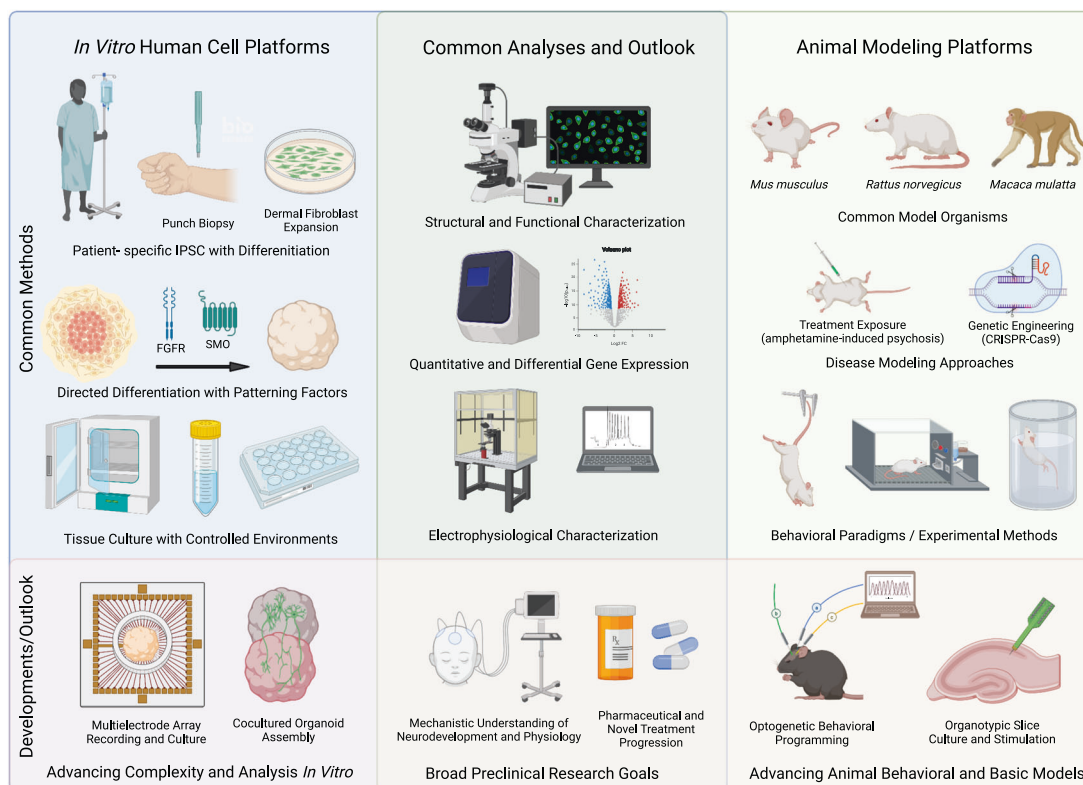 In Vitro Human Cell Platforms
bio
Punch Biopsy
Dermal Fibroblast
Expansion
Patient- specific IPSC with Differenitiation
FGFR
SMO
Directed Differentiation with Patterning Factors
Tissue Culture with Controlled Environments
Common Methods
Common Analyses and Outlook
Structural and Functional Characterization
Volcano plot
Log2 FC
Quantitative and Differential Gene Expression
Electrophysiological Characterization
Animal Modeling Platforms
Mus musculus
Rattus norvegicus
Macaca mulatta
Common Model Organisms
Treatment Exposure
(amphetamine-induced psychosis)
Genetic Engineering
(CRISPR-Cas9)
Disease Modeling Approaches
Behavioral Paradigms / Experimental Methods
Developments/Outlook
Multielectrode Array
Recording and Culture
Cocultured Organoid
Assembly
Advancing Complexity and Analysis In Vitro
Rx
Mechanistic Understanding of
Neurodevelopment and Physiology
Pharmaceutical and
Novel Treatment
Progression
Broad Preclinical Research Goals
b
a
c
Optogenetic Behavioral
Programming
Organotypic Slice
Culture and Stimulation
Advancing Animal Behavioral and Basic Models